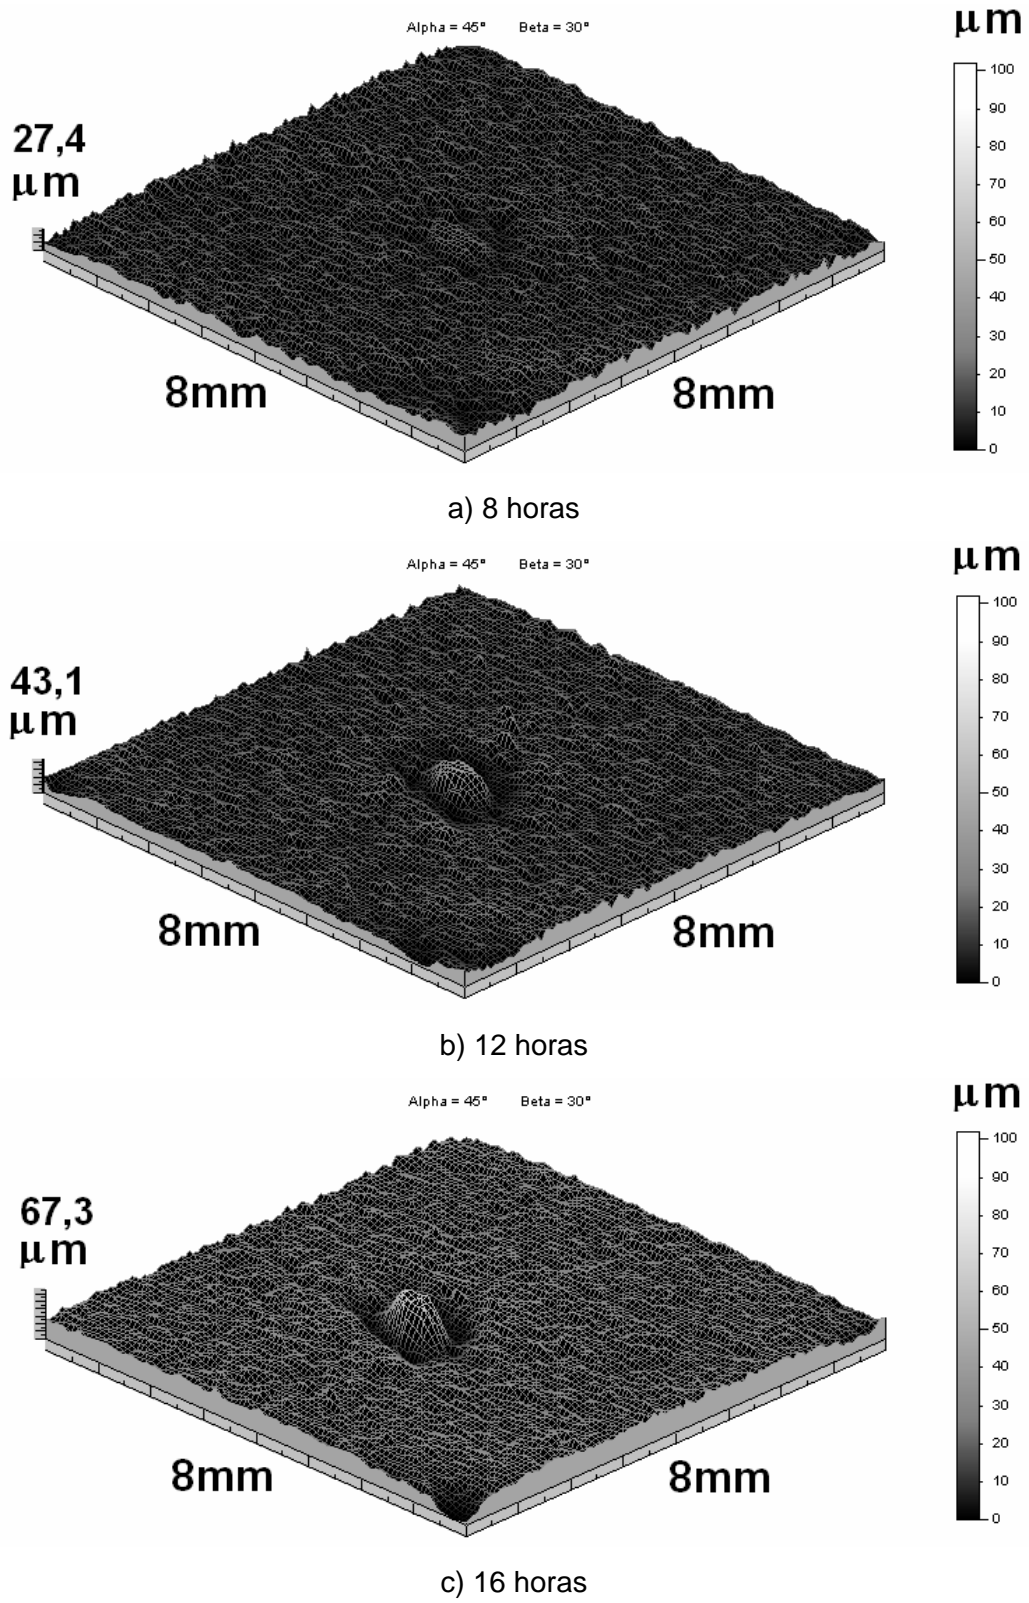 Alpha = 45° Beta = 30°
μm
27,4
μm
100
90
80
70
60
50
40
30
20
10
0
8mm
8mm
a) 8 horas
Alpha = 45° Beta = 30°
μm
43,1
μm
100
90
80
70
60
50
40
30
20
10
0
8mm
8mm
b) 12 horas
Alpha = 45° Beta = 30°
μm
67,3
μm
100
90
80
70
60
50
40
30
20
10
0
8mm
8mm
c) 16 horas